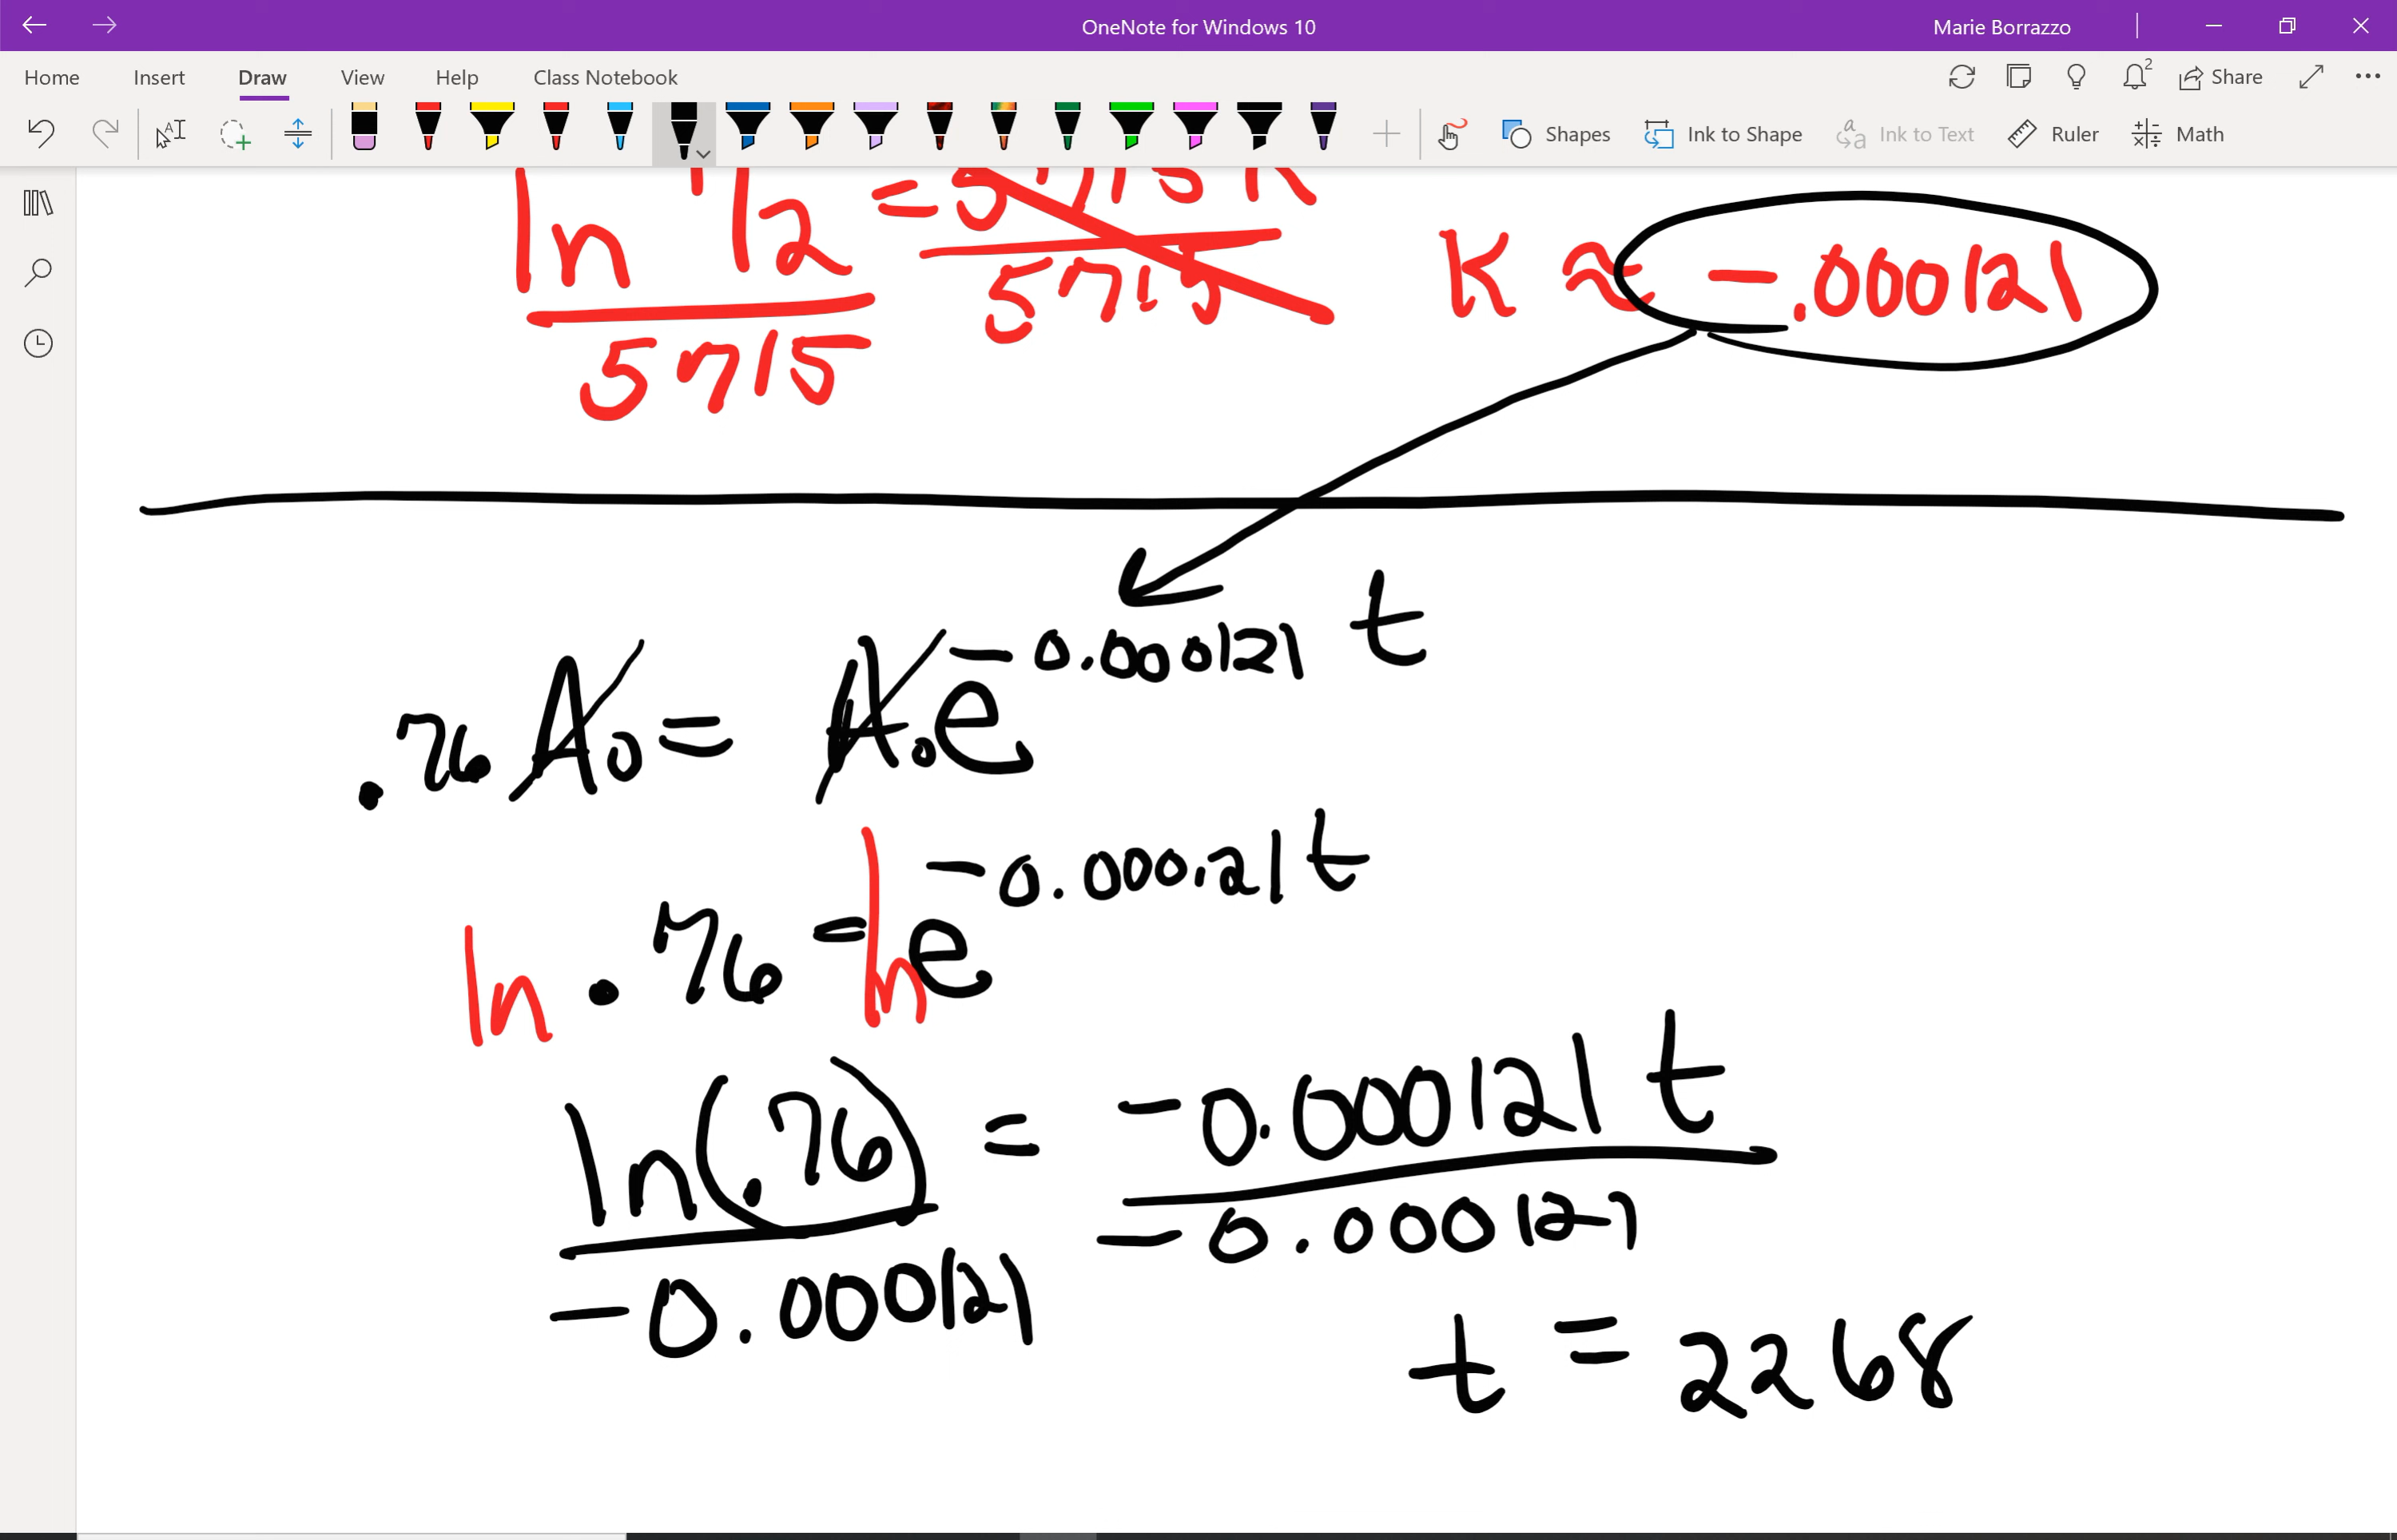 OneNote for Windows 10
Marie Borrazzo
Home Insert Draw View Help Class Notebook
2 Share
Shapes Ink to Shape Ink to Text Ruler Math
ln 1/2 = 5715 K
5715 5715
K ≈ -.000121
.76 A₀ = A₀e^-0.000121 t
ln .76 = ln e^-0.000121 t
ln(.76) = -0.000121 t
-0.000121 -0.000121
t = 2268